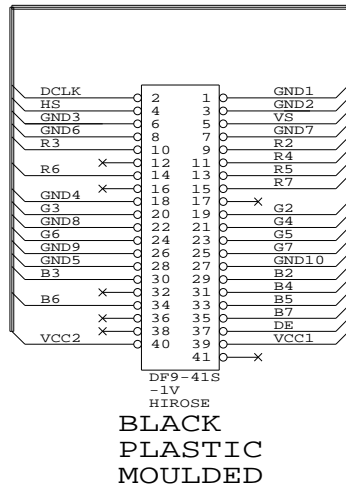 DCLK 2 1 GND1
HS 4 3 GND2
GND3 6 5 VS
GND6 8 7 GND7
R3 10 9 R2
12 11 R4
R6 14 13 R5
16 15 R7
GND4 18 17
G3 20 19 G2
GND8 22 21 G4
G6 24 23 G5
GND9 26 25 G7
GND5 28 27 GND10
B3 30 29 B2
32 31 B4
B6 34 33 B5
36 35 B7
38 37 DE
VCC2 40 39 VCC1
41
DF9-41S
-1V
HIROSE
BLACK
PLASTIC
MOULDED